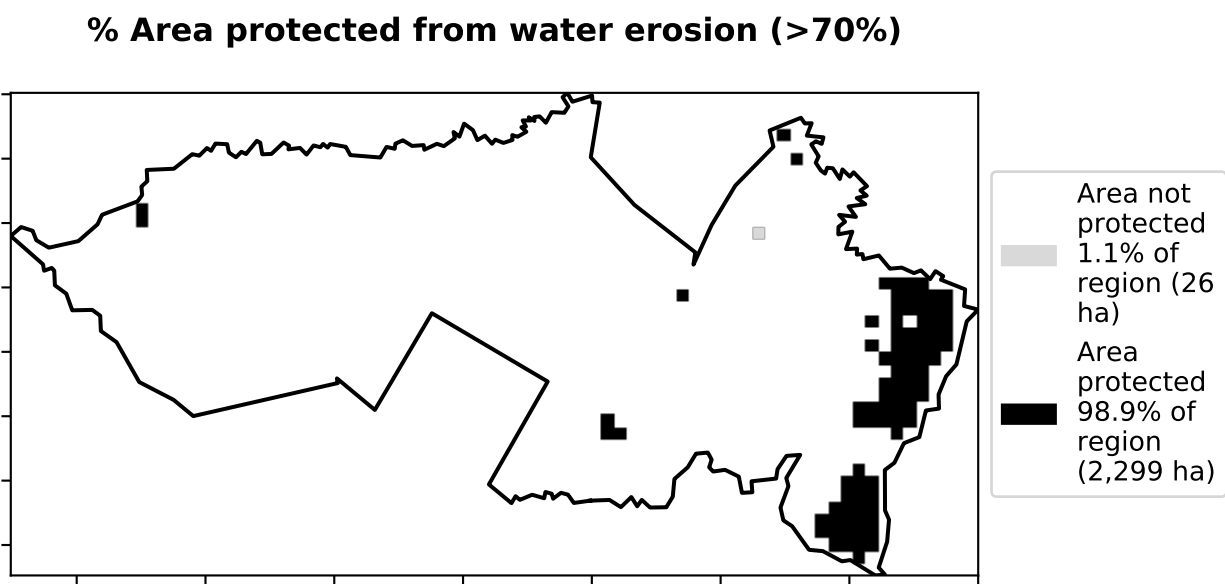 % Area protected from water erosion (>70%)
Area not
protected
1.1% of
region (26
ha)
Area
protected
98.9% of
region
(2,299 ha)